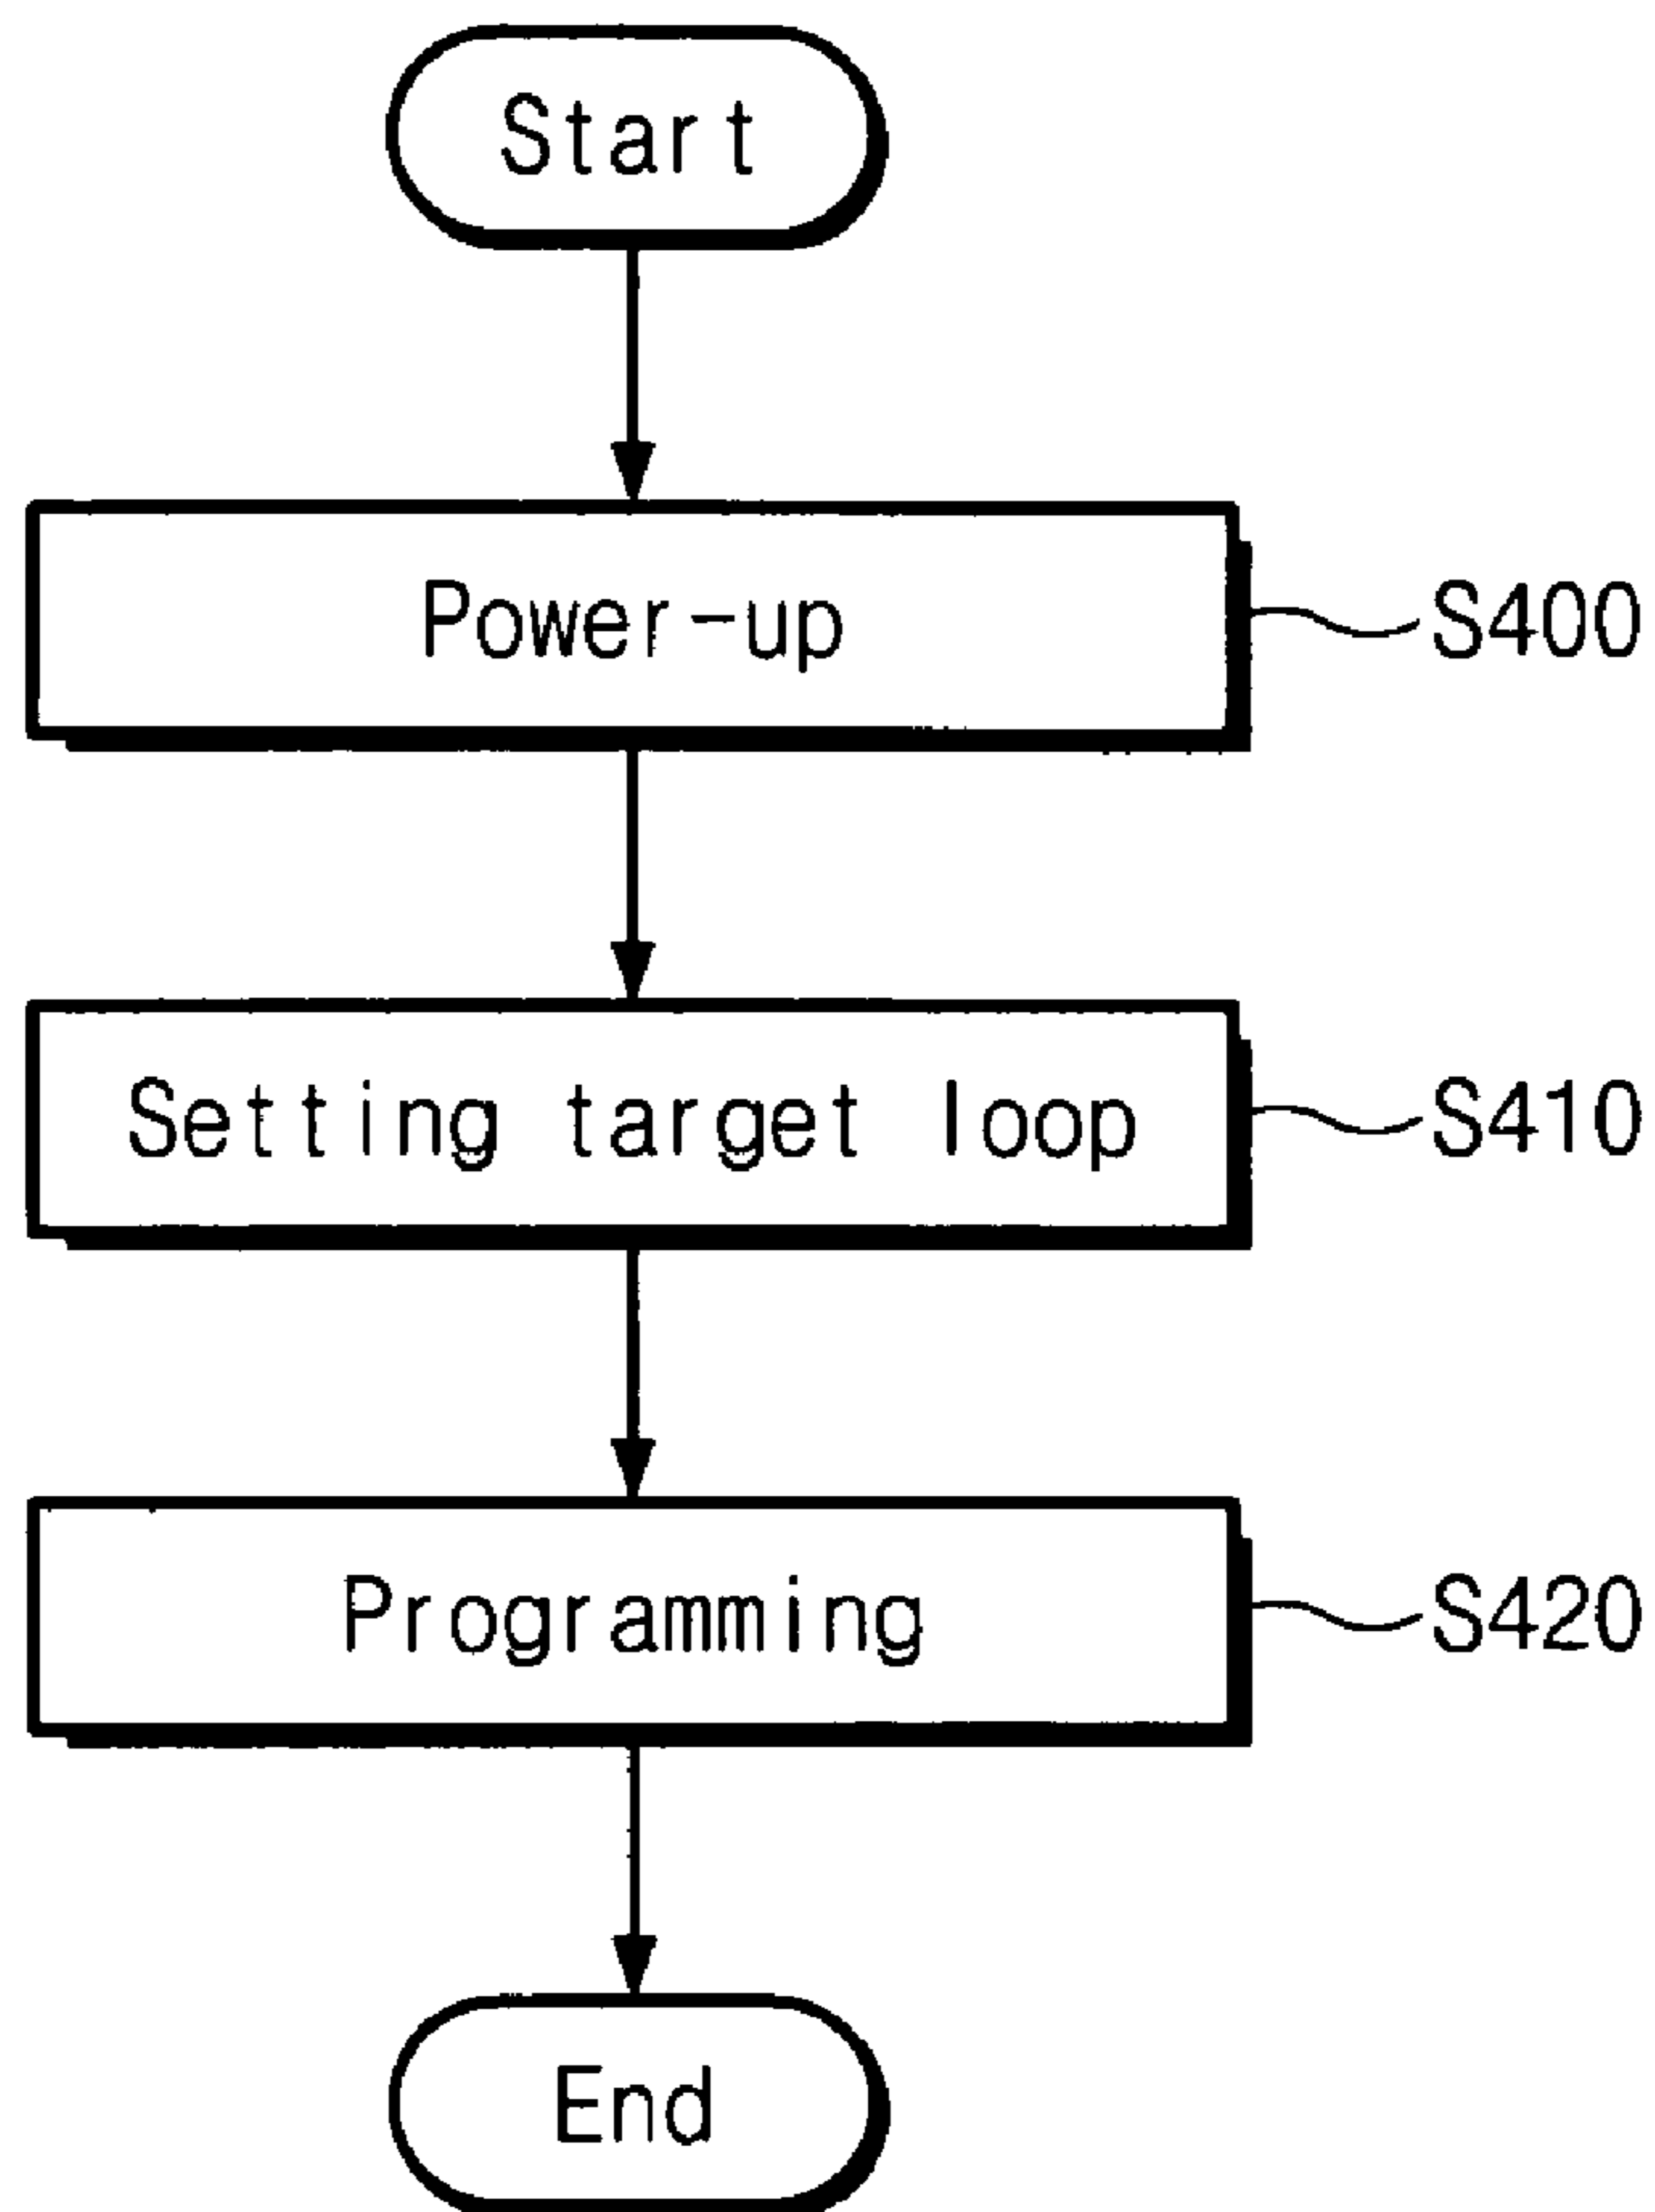 Start
Power-up S400
Setting target loop S410
Programming S420
End